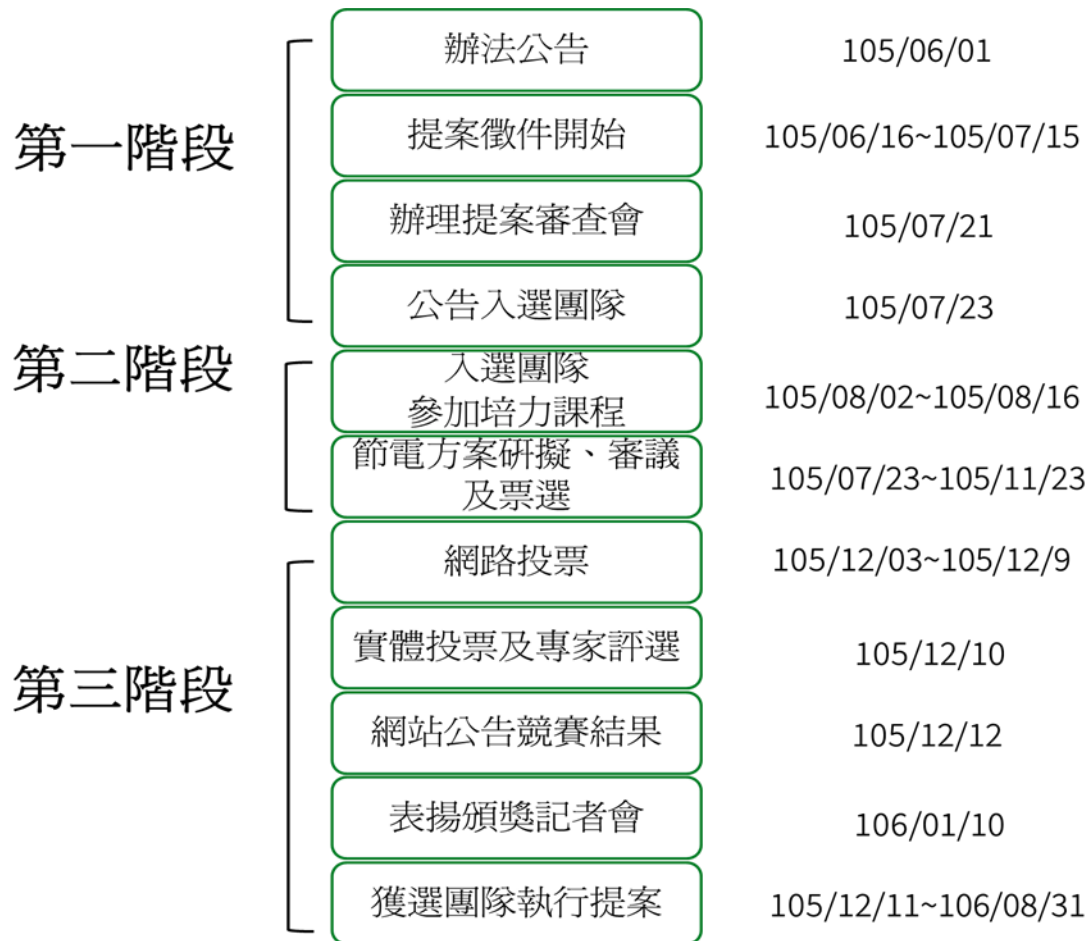 第一階段
辦法公告
105/06/01
提案徵件開始
105/06/16~105/07/15
辦理提案審查會
105/07/21
公告入選團隊
105/07/23
第二階段
入選團隊
參加培力課程
105/08/02~105/08/16
節電方案研擬、審議
及票選
105/07/23~105/11/23
第三階段
網路投票
105/12/03~105/12/9
實體投票及專家評選
105/12/10
網站公告競賽結果
105/12/12
表揚頒獎記者會
106/01/10
獲選團隊執行提案
105/12/11~106/08/31